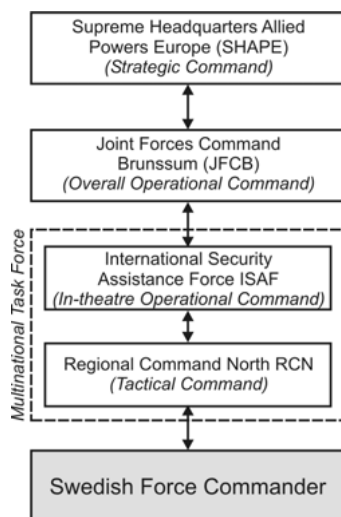 Supreme Headquarters Allied
Powers Europe (SHAPE)
(Strategic Command)
Joint Forces Command
Brunssum (JFCB)
(Overall Operational Command)
Multinational Task Force
International Security
Assistance Force ISAF
(In-theatre Operational Command)
Regional Command North RCN
(Tactical Command)
Swedish Force Commander